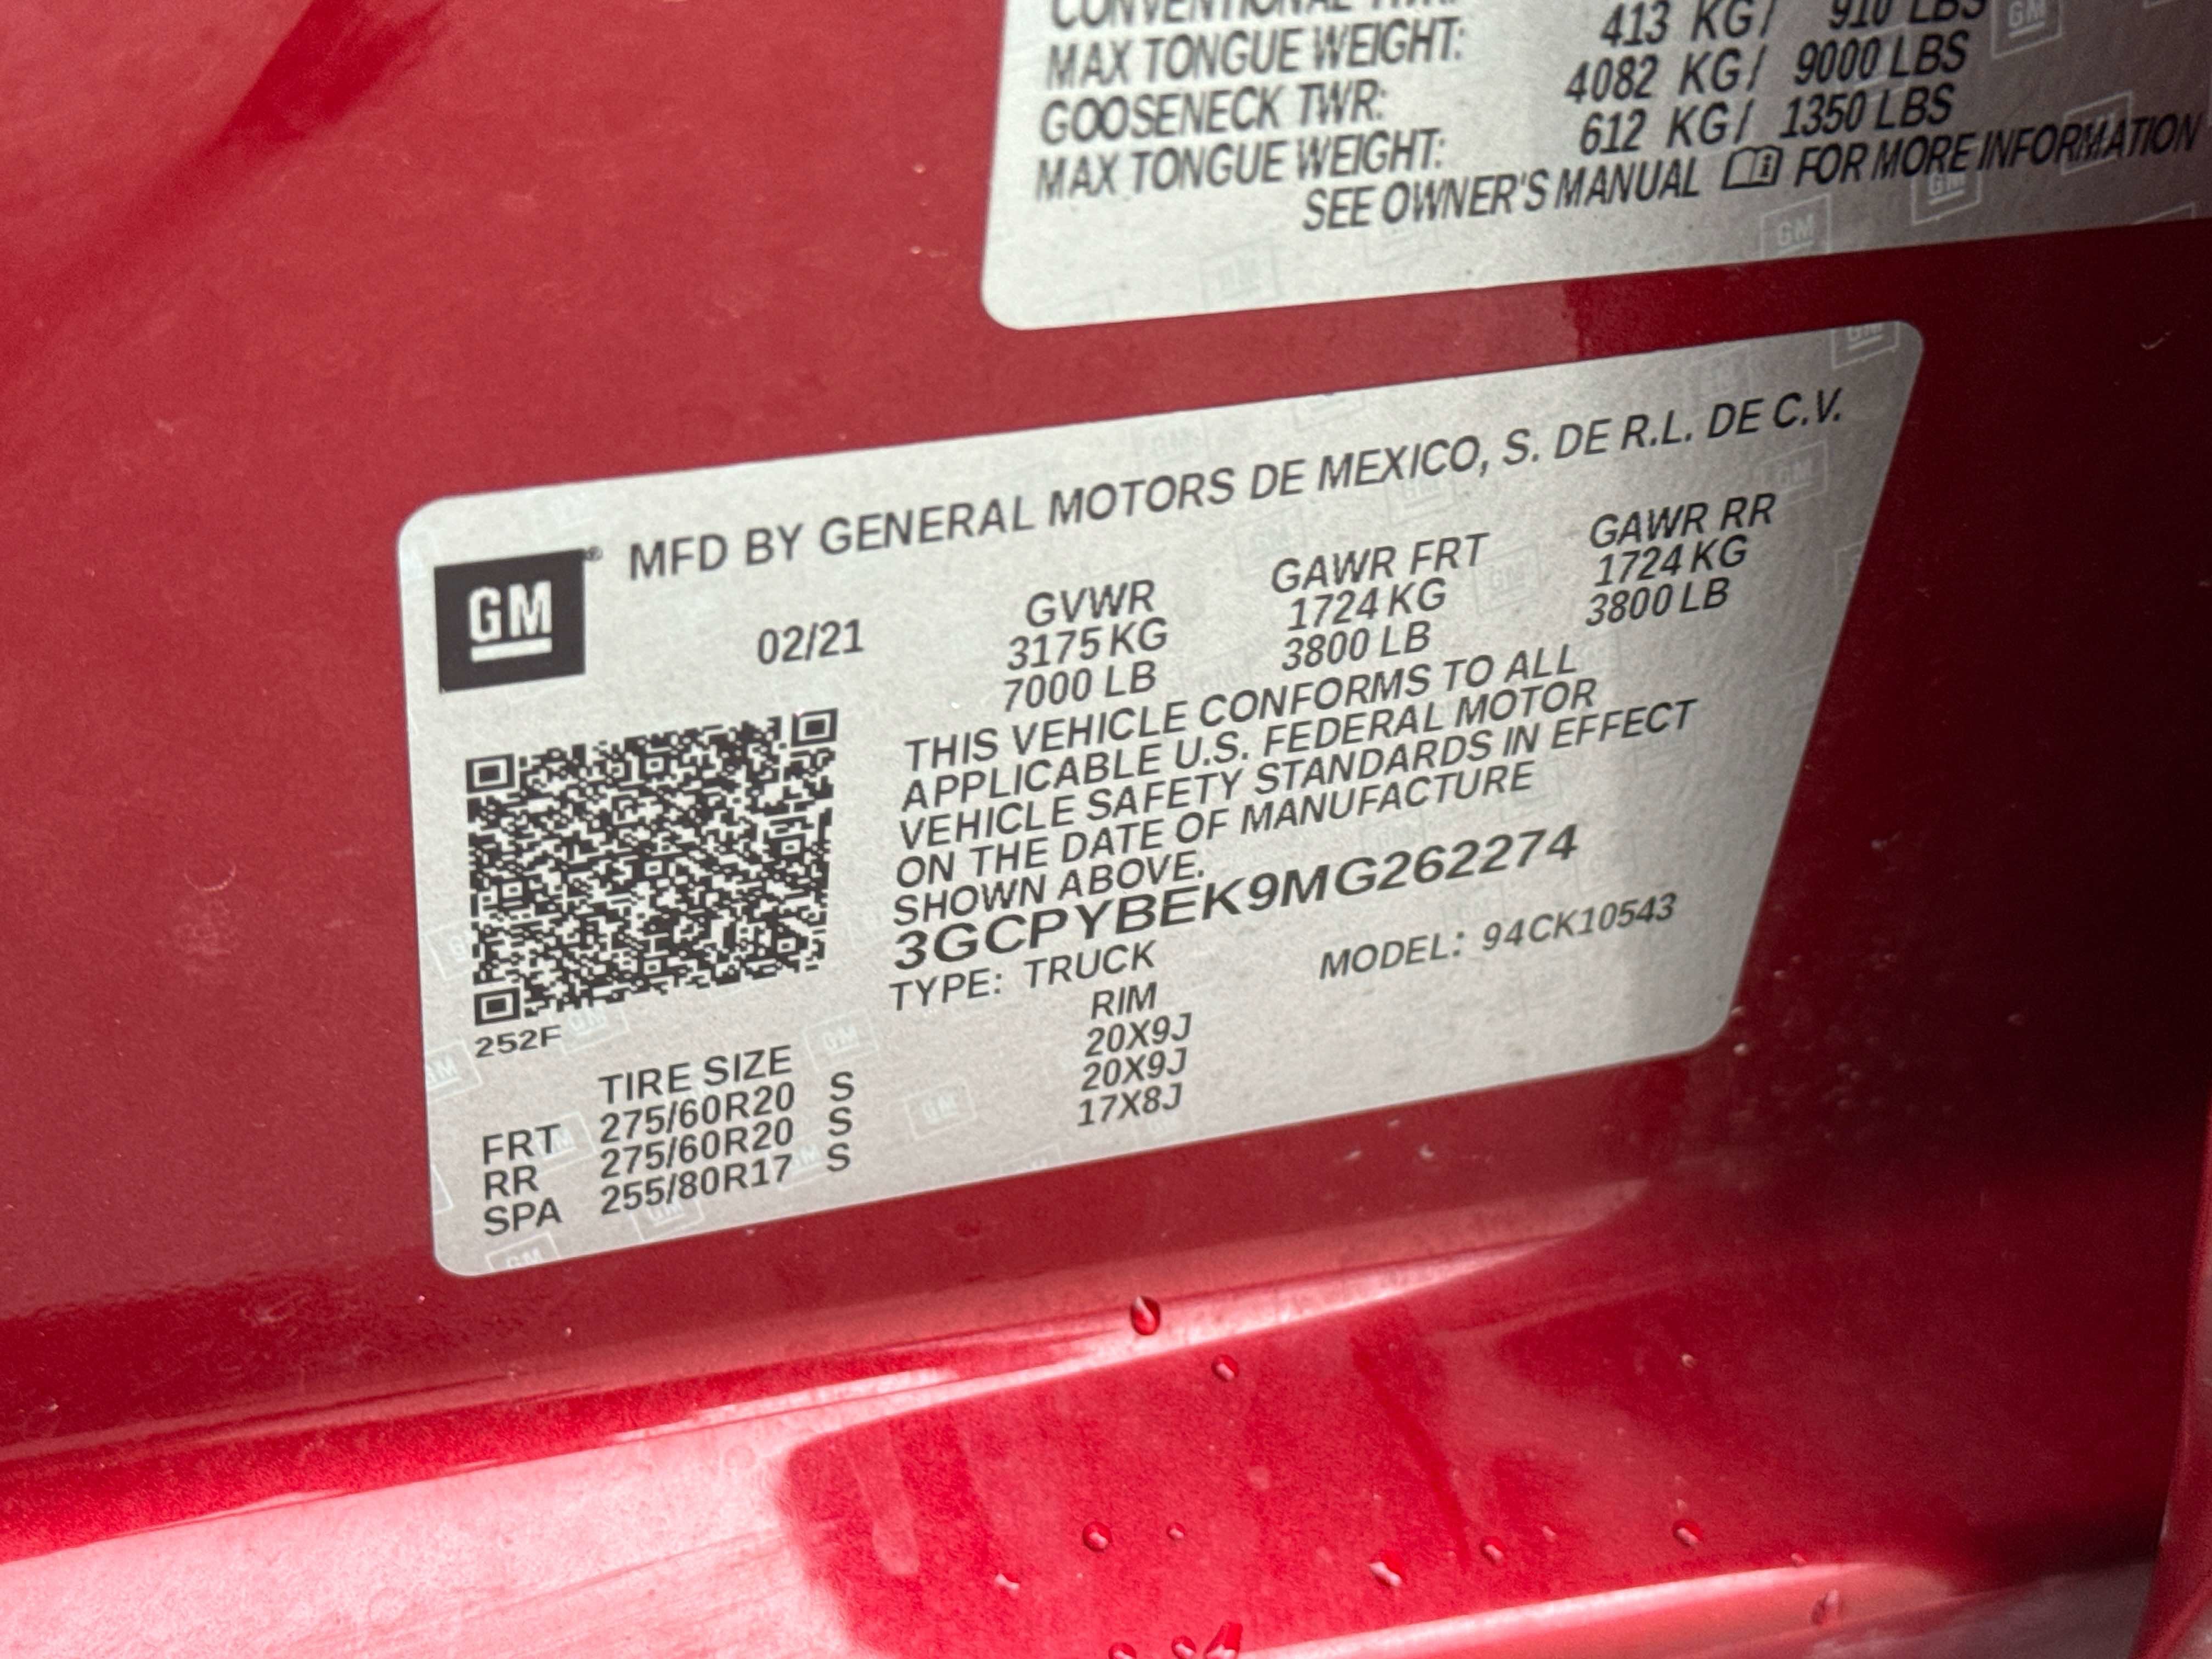 CONVENTIONAL TWR:
MAX TONGUE WEIGHT: 413 KG / 910 LBS
GOOSENECK TWR: 4082 KG / 9000 LBS
MAX TONGUE WEIGHT: 612 KG / 1350 LBS
SEE OWNER'S MANUAL FOR MORE INFORMATION
GM® MFD BY GENERAL MOTORS DE MEXICO, S. DE R.L. DE C.V.
02/21 GVWR GAWR FRT GAWR RR
3175 KG 1724 KG 1724 KG
7000 LB 3800 LB 3800 LB
THIS VEHICLE CONFORMS TO ALL
APPLICABLE U.S. FEDERAL MOTOR
VEHICLE SAFETY STANDARDS IN EFFECT
ON THE DATE OF MANUFACTURE
SHOWN ABOVE.
3GCPYBEK9MG262274
TYPE: TRUCK MODEL: 94CK10543
252F
TIRE SIZE RIM
FRT 275/60R20 S 20X9J
RR 275/60R20 S 20X9J
SPA 255/80R17 S 17X8J